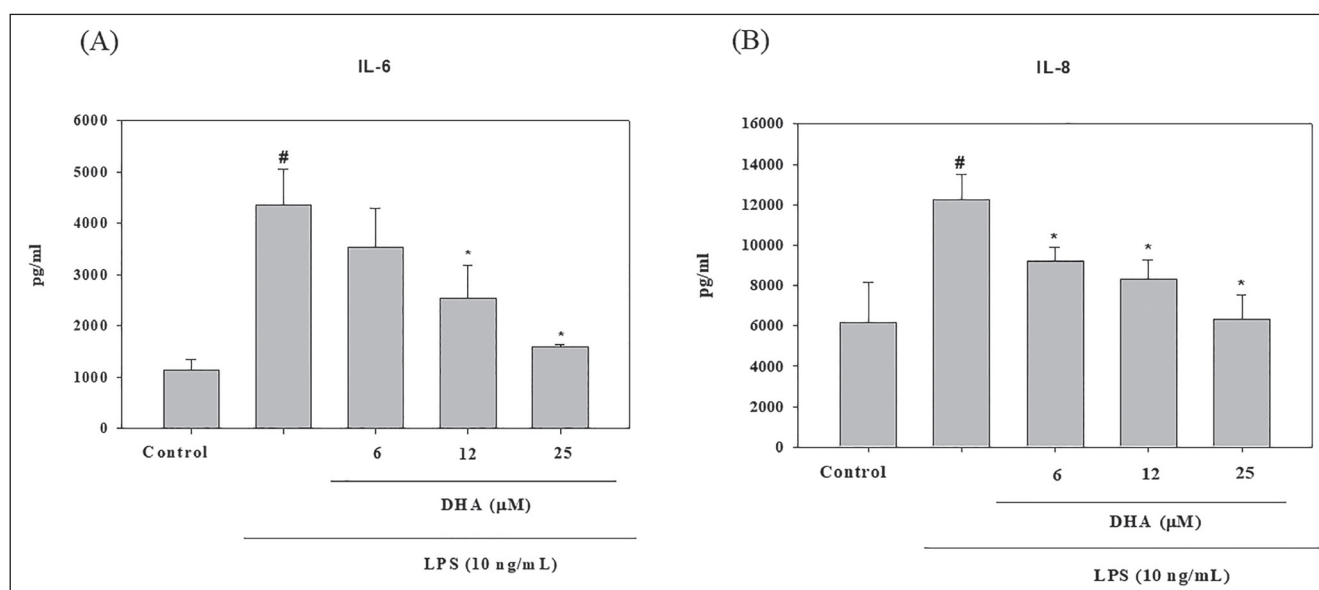 (A)
IL-6
pg/ml
6000
5000
4000
3000
2000
1000
0
#
*
*
Control
6
12
25
DHA (μM)
LPS (10 ng/mL)
(B)
IL-8
pg/ml
16000
14000
12000
10000
8000
6000
4000
2000
0
#
*
*
*
Control
6
12
25
DHA (μM)
LPS (10 ng/mL)